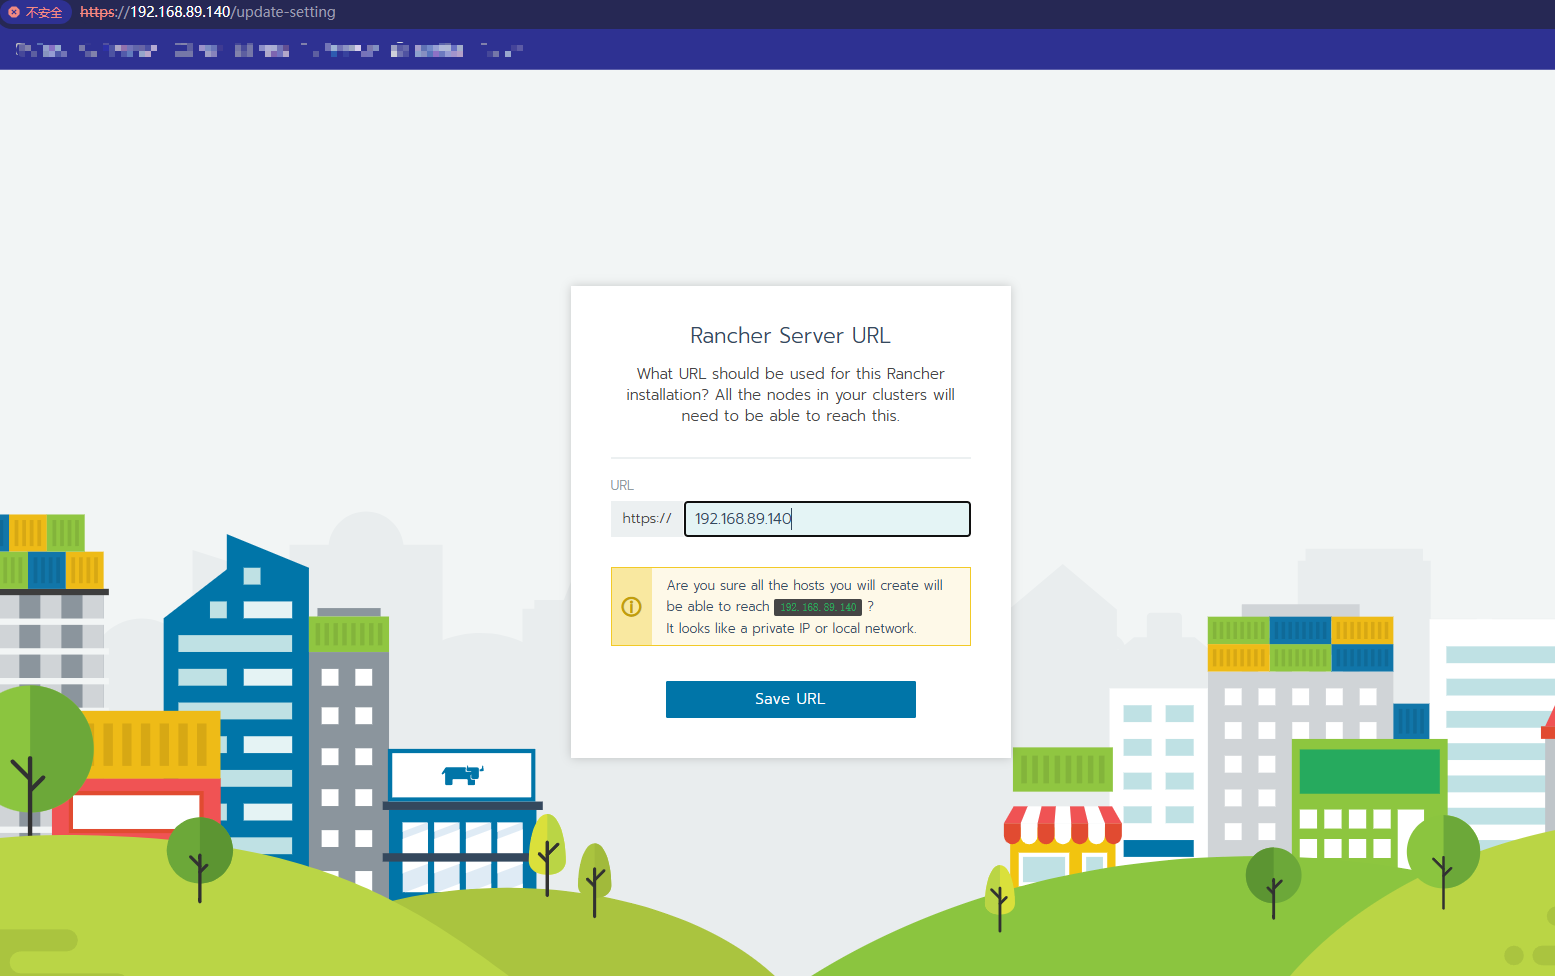 不安全 https://192.168.89.140/update-setting
Rancher Server URL
What URL should be used for this Rancher
installation? All the nodes in your clusters will
need to be able to reach this.
URL
https:// 192.168.89.140
Are you sure all the hosts you will create will
be able to reach 192.168.89.140 ?
It looks like a private IP or local network.
Save URL